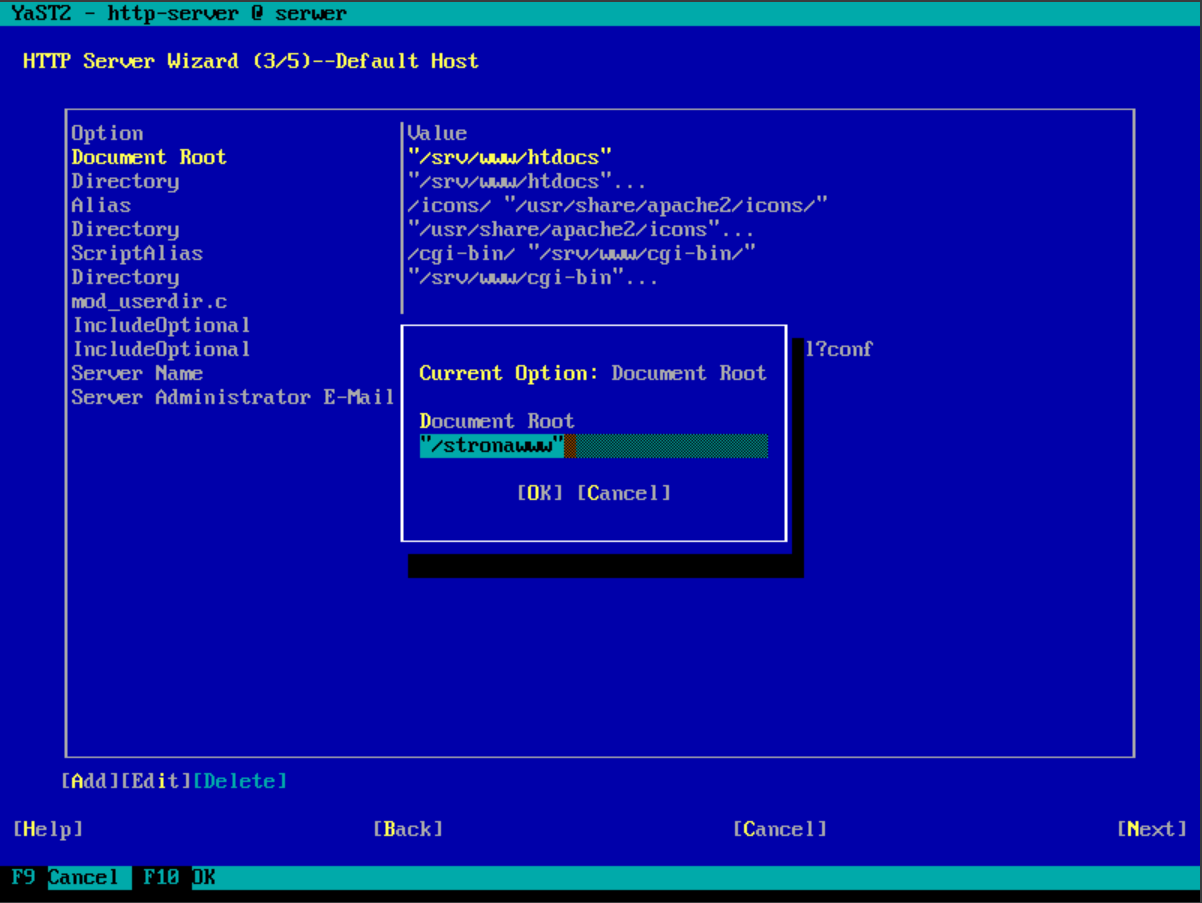 YaST2 - http-server @ serwer
HTTP Server Wizard (3/5)--Default Host
Option Value
Document Root "/srv/www/htdocs"
Directory "/srv/www/htdocs"...
Alias /icons/ "/usr/share/apache2/icons/"
Directory "/usr/share/apache2/icons"...
ScriptAlias /cgi-bin/ "/srv/www/cgi-bin/"
Directory "/srv/www/cgi-bin"...
mod_userdir.c
IncludeOptional
IncludeOptional l?conf
Server Name
Server Administrator E-Mail
Current Option: Document Root
Document Root
"/stronawww"
[OK] [Cancel]
[Add][Edit][Delete]
[Help] [Back] [Cancel] [Next]
F9 Cancel F10 OK